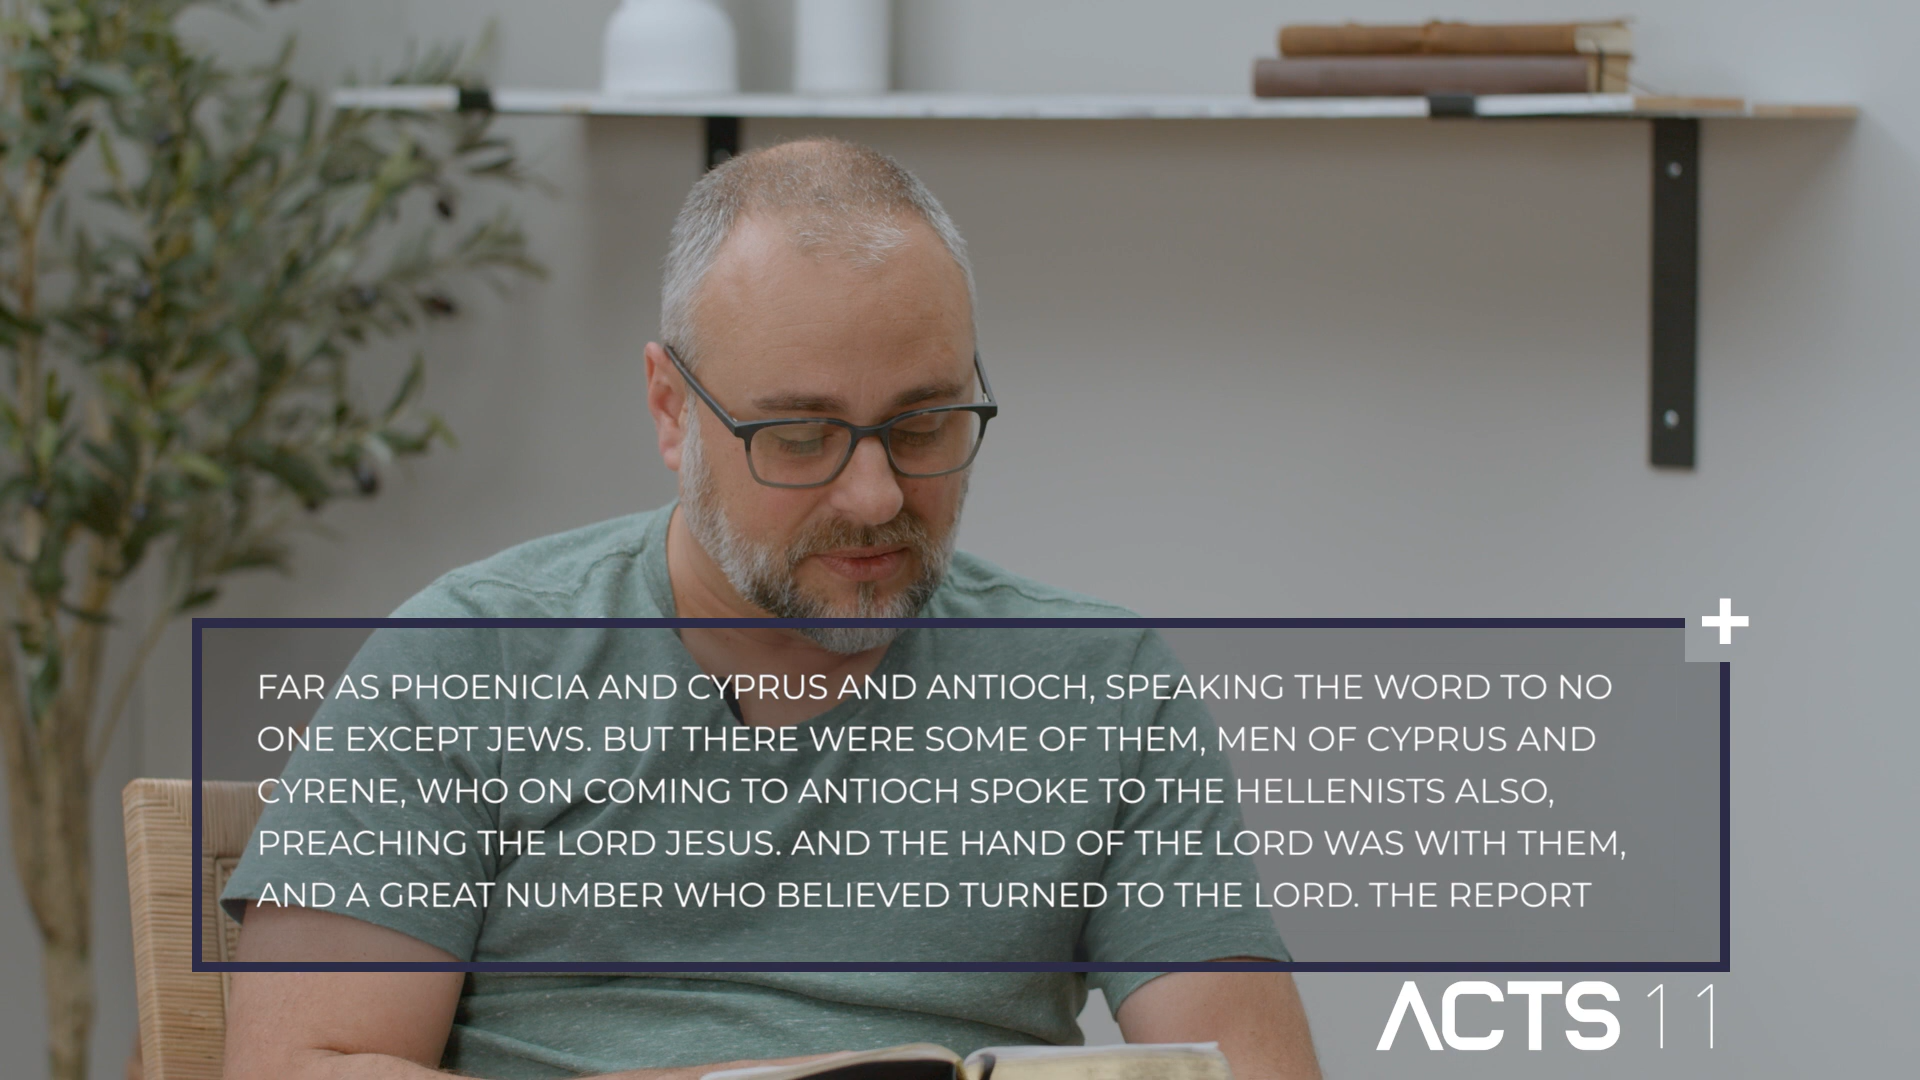 FAR AS PHOENICIA AND CYPRUS AND ANTIOCH, SPEAKING THE WORD TO NO
ONE EXCEPT JEWS. BUT THERE WERE SOME OF THEM, MEN OF CYPRUS AND
CYRENE, WHO ON COMING TO ANTIOCH SPOKE TO THE HELLENISTS ALSO,
PREACHING THE LORD JESUS. AND THE HAND OF THE LORD WAS WITH THEM,
AND A GREAT NUMBER WHO BELIEVED TURNED TO THE LORD. THE REPORT
ACTS 11